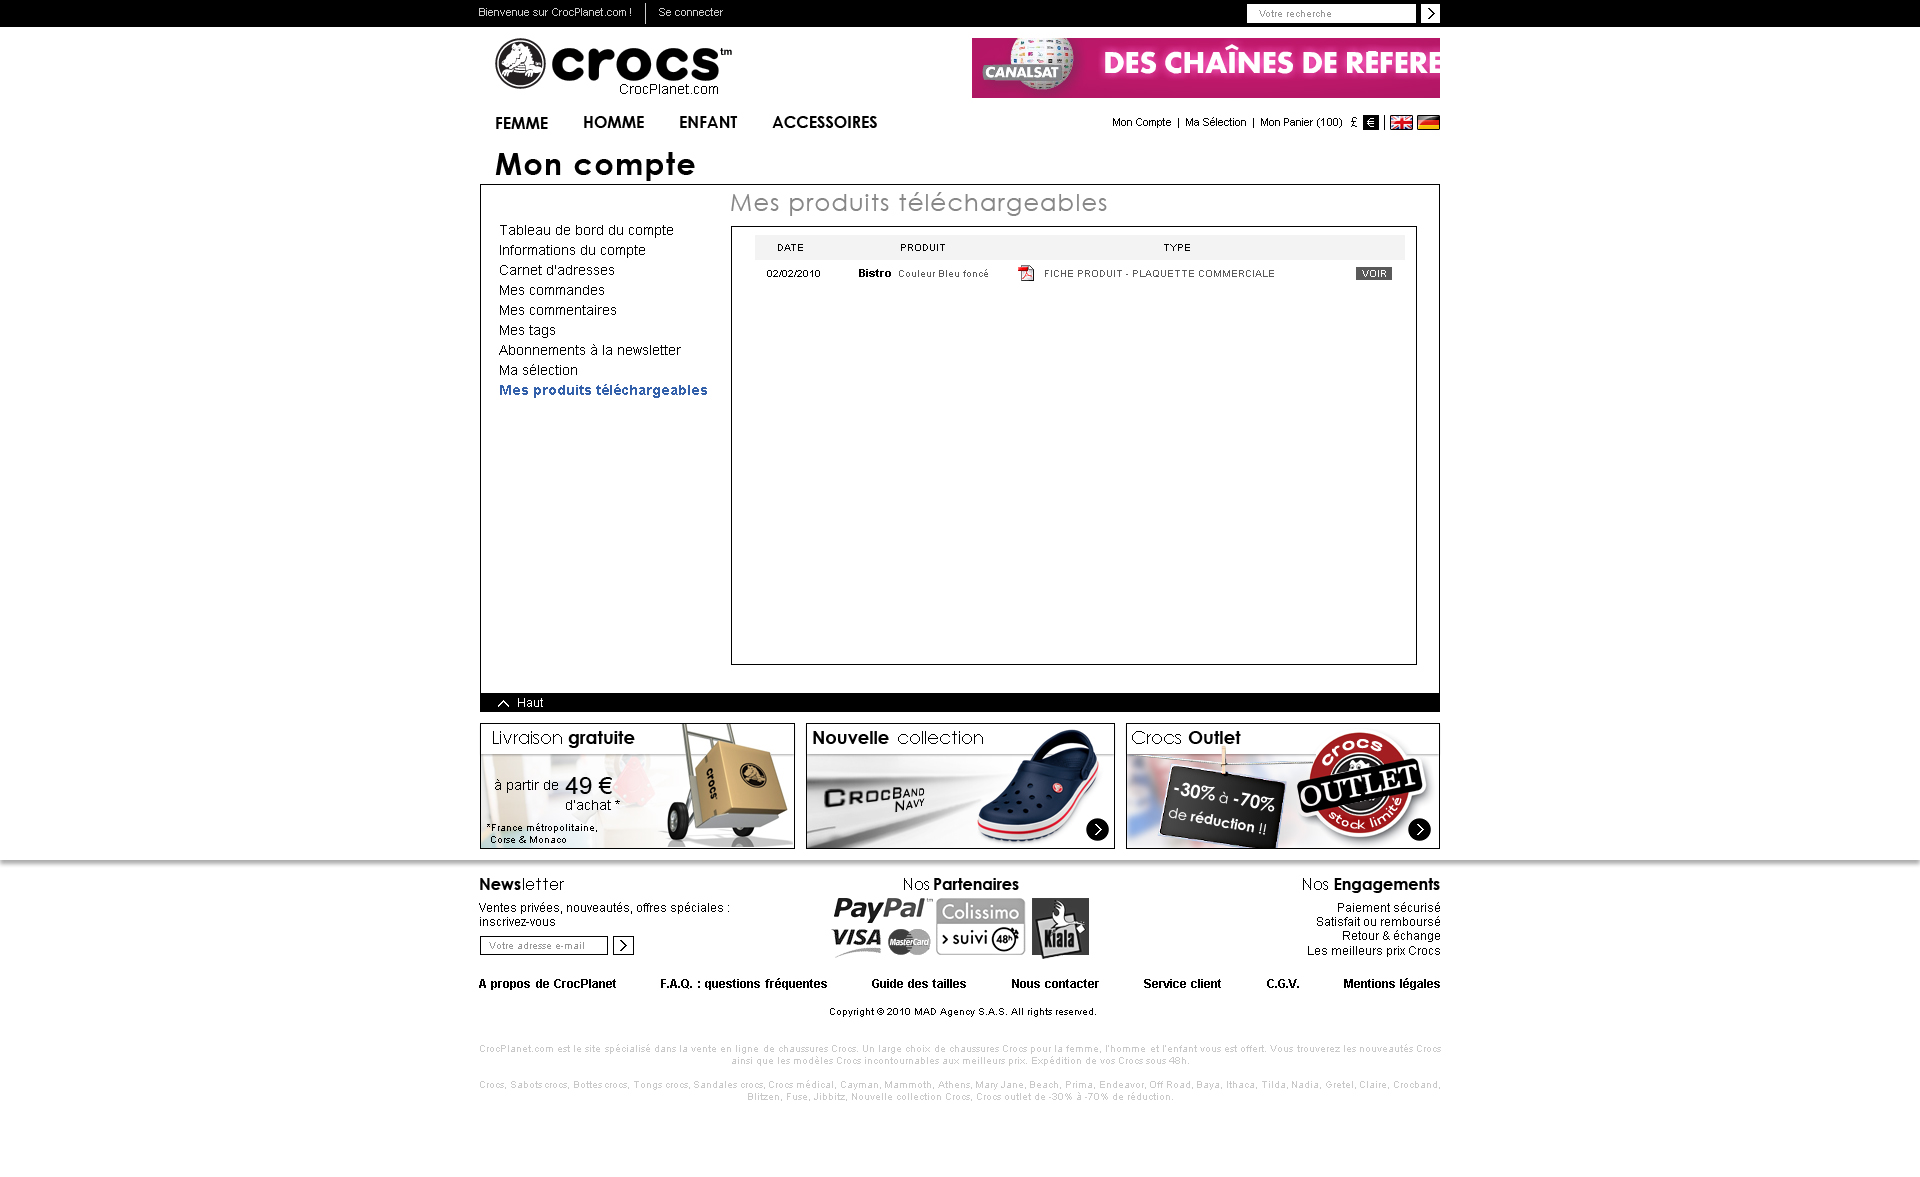 Bienvenue sur CrocPlanet.com !
Se connecter
Votre recherche
crocs™
CrocPlanet.com
CANALSAT
DES CHAÎNES DE RÉFÉRE
FEMME
HOMME
ENFANT
ACCESSOIRES
Mon Compte | Ma Sélection | Mon Panier (100) £ €
Mon compte
Mes produits téléchargeables
Tableau de bord du compte
Informations du compte
Carnet d'adresses
Mes commandes
Mes commentaires
Mes tags
Abonnements à la newsletter
Ma sélection
Mes produits téléchargeables
DATE PRODUIT TYPE
02/02/2010 Bistro Couleur Bleu foncé FICHE PRODUIT - PLAQUETTE COMMERCIALE VOIR
Haut
Livraison gratuite
à partir de 49 €
d'achat *
*France métropolitaine,
Corse & Monaco
crocs
Nouvelle collection
CROCBAND
NAVY
Crocs Outlet
-30% à -70%
de réduction !!
crocs
OUTLET
stock limité
Newsletter
Ventes privées, nouveautés, offres spéciales :
inscrivez-vous
Votre adresse e-mail
Nos Partenaires
PayPal™
Colissimo
VISA
MasterCard
suivi 48h
Kiala
Nos Engagements
Paiement sécurisé
Satisfait ou remboursé
Retour & échange
Les meilleurs prix Crocs
A propos de CrocPlanet
F.A.Q. : questions fréquentes
Guide des tailles
Nous contacter
Service client
C.G.V.
Mentions légales
Copyright © 2010 MAD Agency S.A.S. All rights reserved.
CrocPlanet.com est le site spécialisé dans la vente en ligne de chaussures Crocs. Un large choix de chaussures Crocs pour la femme, l'homme et l'enfant vous est offert. Vous trouverez les nouveautés Crocs
ainsi que les modèles Crocs incontournables aux meilleurs prix. Expédition de vos Crocs sous 48h.
Crocs, Sabots crocs, Bottes crocs, Tongs crocs, Sandales crocs, Crocs médical, Cayman, Mammoth, Athens, Mary Jane, Beach, Prima, Endeavor, Off Road, Baya, Ithaca, Tilda, Nadia, Gretel, Claire, Crocband,
Blitzen, Fuse, Jibbitz, Nouvelle collection Crocs, Crocs outlet de -30% à -70% de réduction.